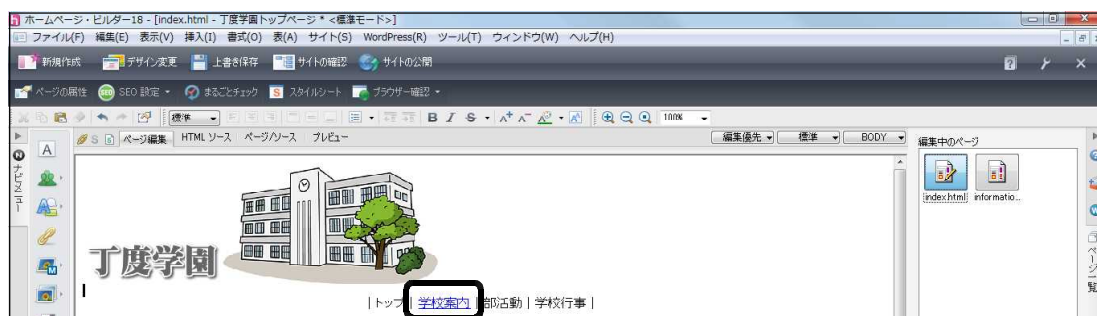 ホームページ・ビルダー18 - [index.html - 丁度学園トップページ * <標準モード>]
ファイル(F) 編集(E) 表示(V) 挿入(I) 書式(O) 表(A) サイト(S) WordPress(R) ツール(T) ウィンドウ(W) ヘルプ(H)
新規作成 デザイン変更 上書き保存 サイトの確認 サイトの公開
ページの属性 SEO SEO 設定 まるごとチェック S スタイルシート ブラウザー確認
標準 B I S A A 100%
S ページ編集 HTML ソース ページ/ソース プレビュー 編集優先 標準 BODY 編集中のページ
ナビメニュー
A
index.html informatio...
丁度学園
|トップ|学校案内|部活動|学校行事|
ページ一覧